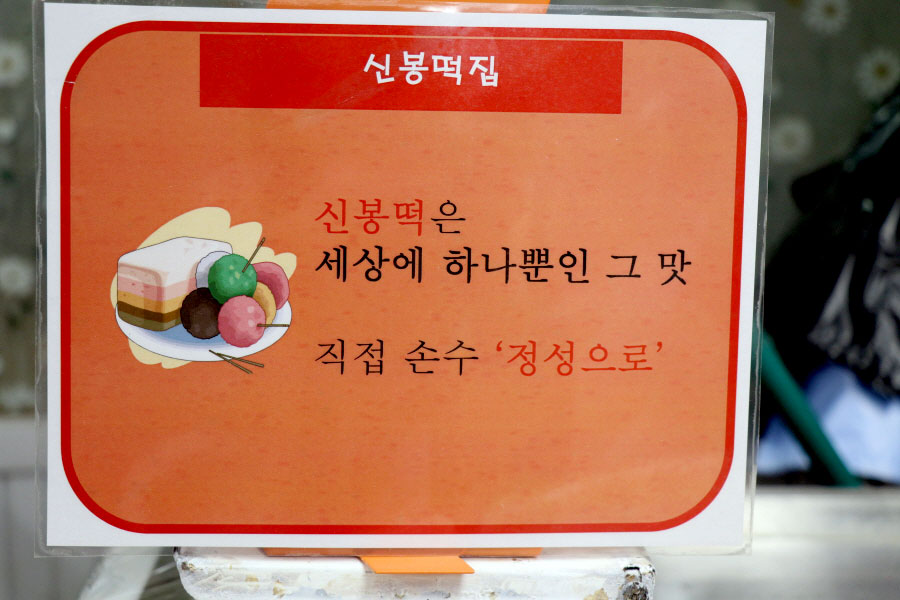 신봉떡집
신봉떡은
세상에 하나뿐인 그 맛
직접 손수 ‘정성으로’